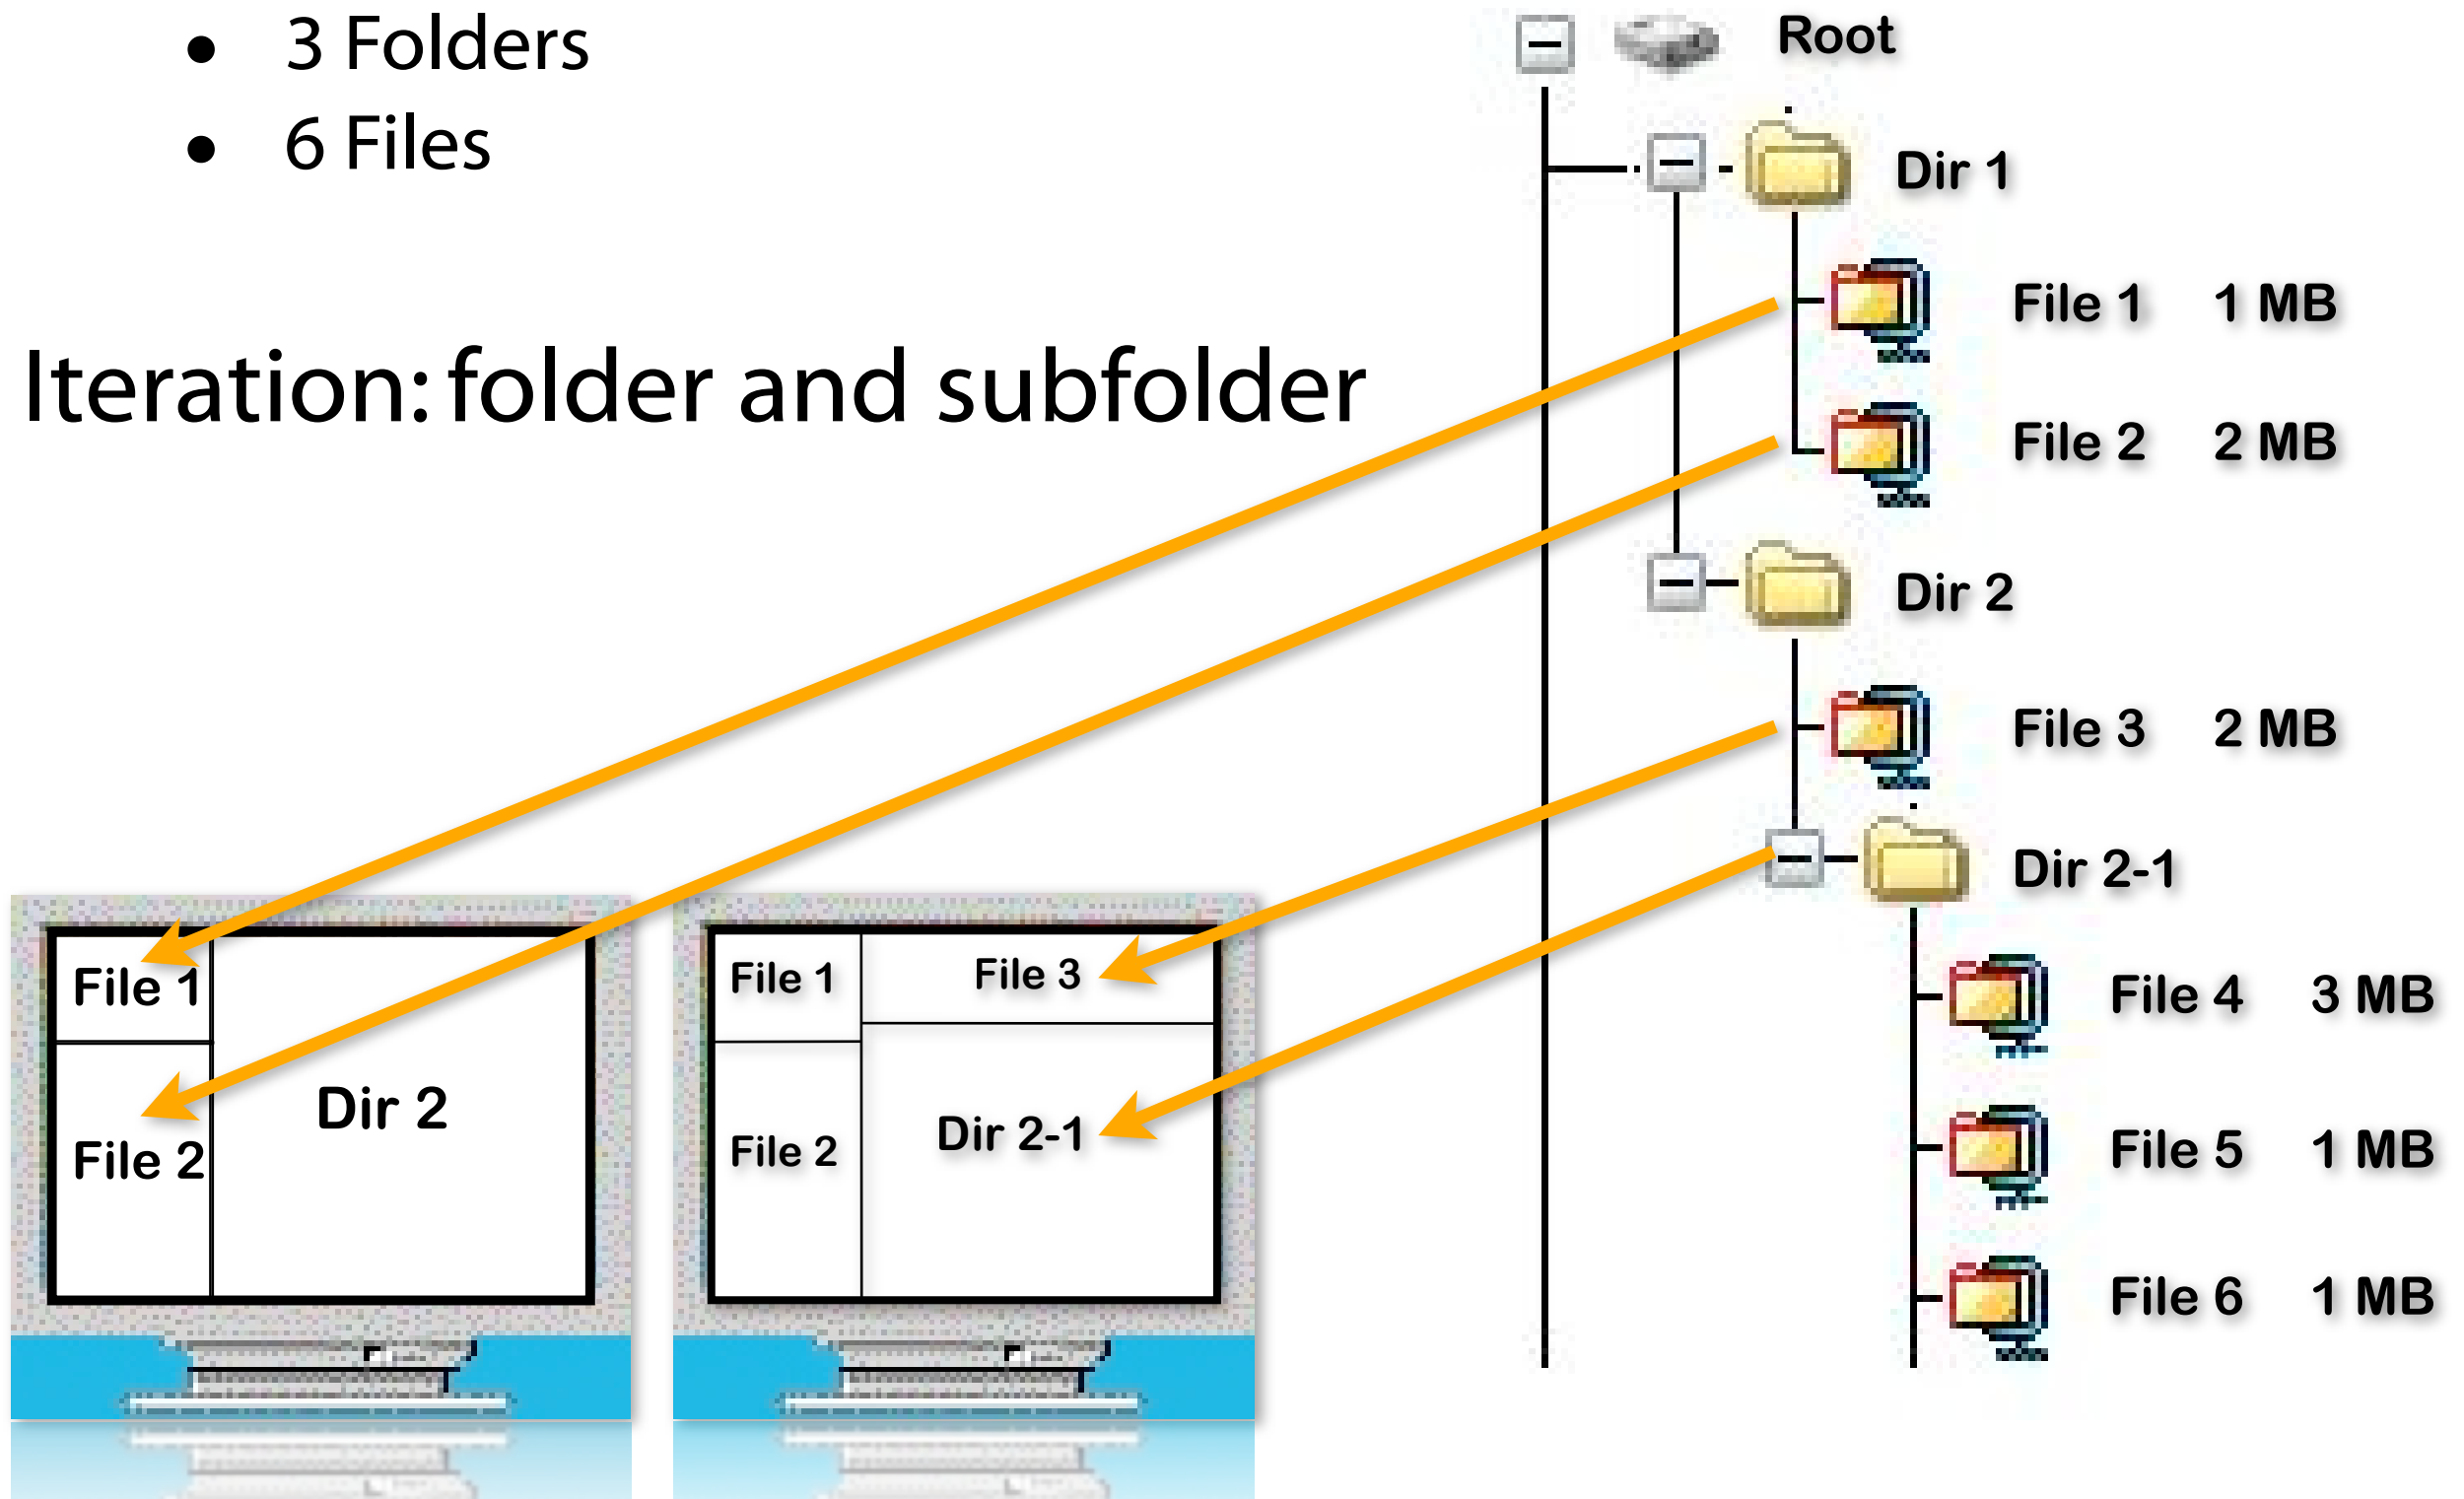 • 3 Folders
• 6 Files
Iteration: folder and subfolder
Root
Dir 1
File 1 1 MB
File 2 2 MB
Dir 2
File 3 2 MB
Dir 2-1
File 4 3 MB
File 5 1 MB
File 6 1 MB
File 1
File 2
Dir 2
File 1
File 2
File 3
Dir 2-1